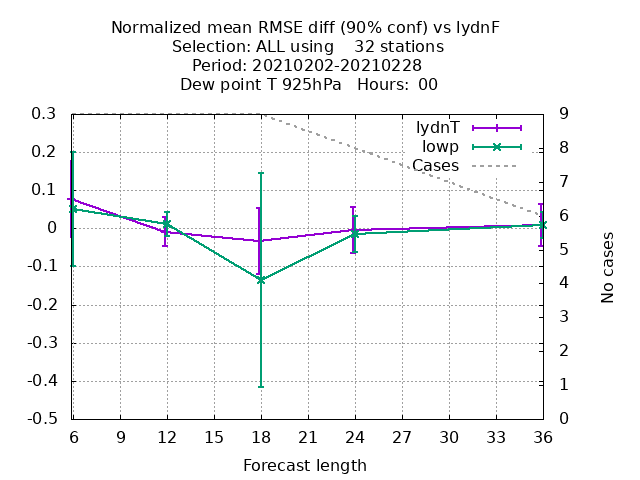 Normalized mean RMSE diff (90% conf) vs lydnF
Selection: ALL using    32 stations
Period: 20210202-20210228
Dew point T 925hPa   Hours:  00
lydnT
lowp
Cases
0.3
0.2
0.1
0
-0.1
-0.2
-0.3
-0.4
-0.5
9
8
7
6
5
4
3
2
1
0
No cases
6 9 12 15 18 21 24 27 30 33 36
Forecast length